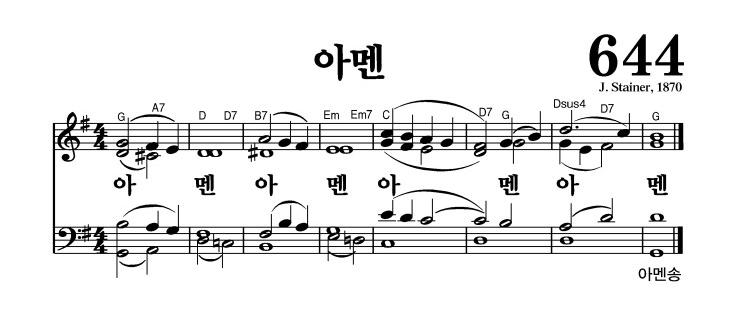 아멘
644
J. Stainer, 1870
G A7 D D7 B7 Em Em7 C D7 G Dsus4 D7 G
아 멘 아 멘 아 멘 아 멘
아멘송